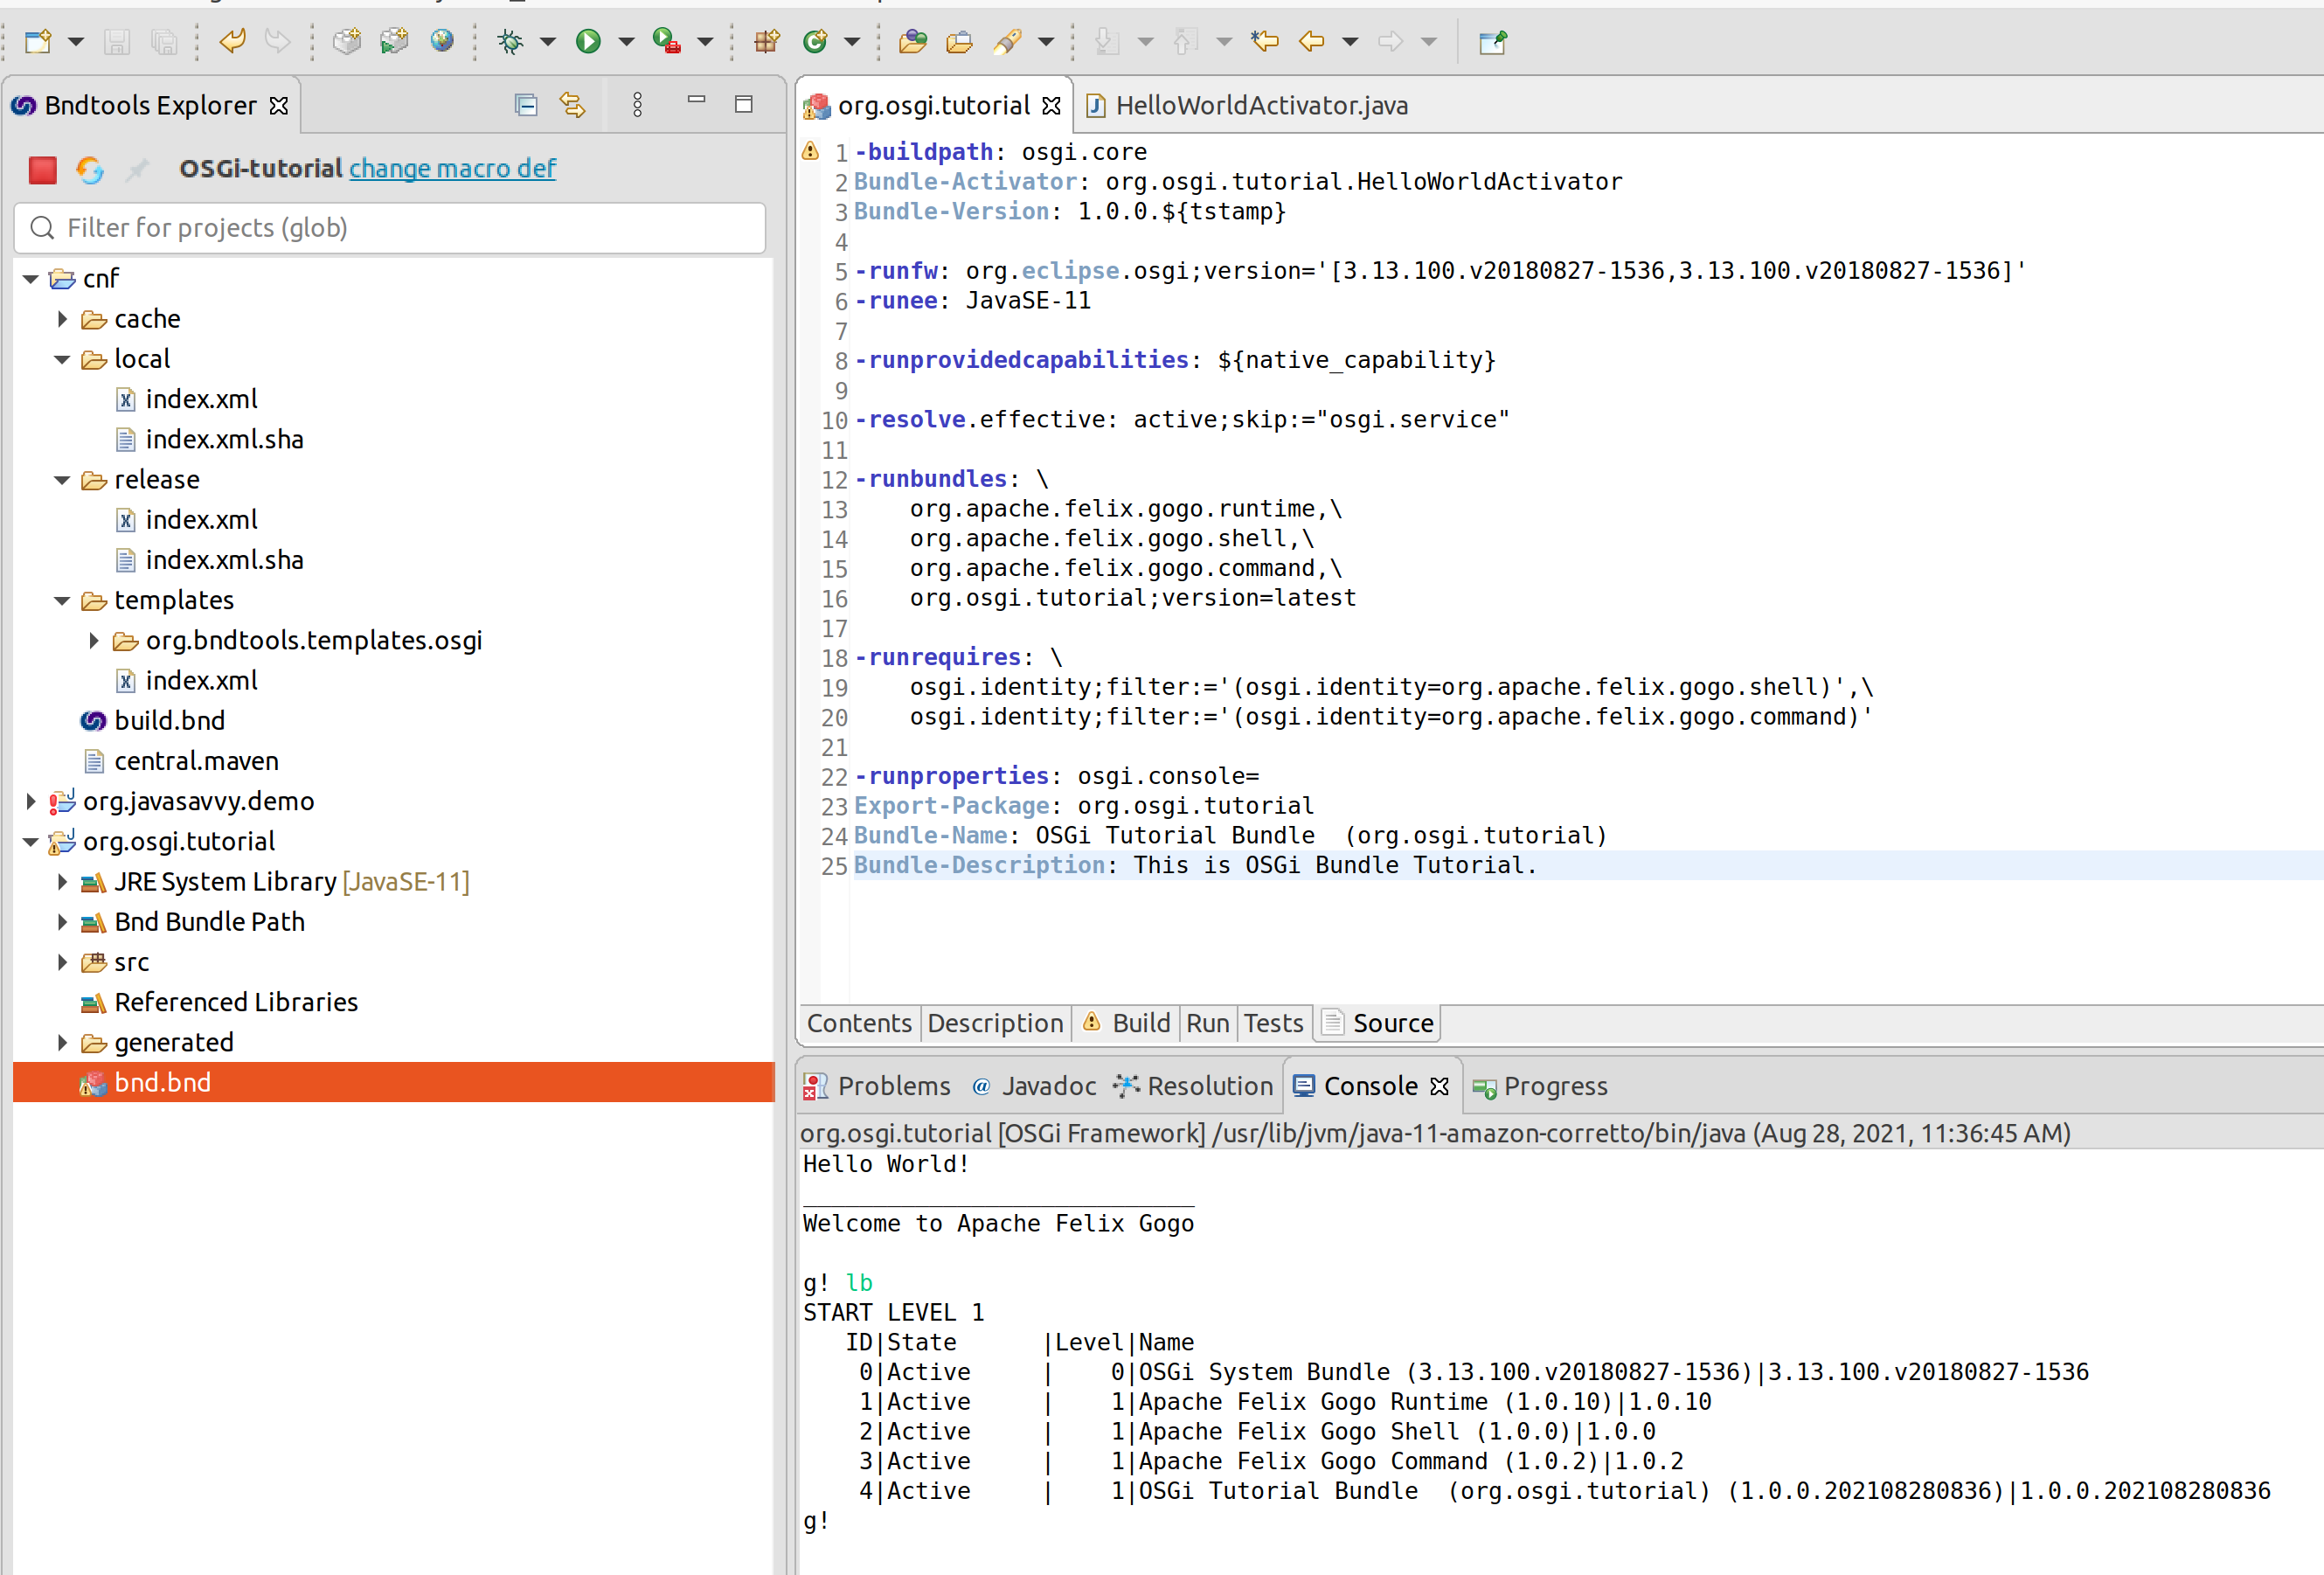 Bndtools Explorer
OSGi-tutorial change macro def
Filter for projects (glob)
cnf
cache
local
index.xml
index.xml.sha
release
index.xml
index.xml.sha
templates
org.bndtools.templates.osgi
index.xml
build.bnd
central.maven
org.javasavvy.demo
org.osgi.tutorial
JRE System Library [JavaSE-11]
Bnd Bundle Path
src
Referenced Libraries
generated
bnd.bnd
org.osgi.tutorial HelloWorldActivator.java
1 -buildpath: osgi.core
2 Bundle-Activator: org.osgi.tutorial.HelloWorldActivator
3 Bundle-Version: 1.0.0.${tstamp}
4
5 -runfw: org.eclipse.osgi;version='[3.13.100.v20180827-1536,3.13.100.v20180827-1536]'
6 -runee: JavaSE-11
7
8 -runprovidedcapabilities: ${native_capability}
9
10 -resolve.effective: active;skip:="osgi.service"
11
12 -runbundles: \
13 org.apache.felix.gogo.runtime,\
14 org.apache.felix.gogo.shell,\
15 org.apache.felix.gogo.command,\
16 org.osgi.tutorial;version=latest
17
18 -runrequires: \
19 osgi.identity;filter:='(osgi.identity=org.apache.felix.gogo.shell)',\
20 osgi.identity;filter:='(osgi.identity=org.apache.felix.gogo.command)'
21
22 -runproperties: osgi.console=
23 Export-Package: org.osgi.tutorial
24 Bundle-Name: OSGi Tutorial Bundle  (org.osgi.tutorial)
25 Bundle-Description: This is OSGi Bundle Tutorial.
Contents Description Build Run Tests Source
Problems @ Javadoc Resolution Console Progress
org.osgi.tutorial [OSGi Framework] /usr/lib/jvm/java-11-amazon-corretto/bin/java (Aug 28, 2021, 11:36:45 AM)
Hello World!
____________________________
Welcome to Apache Felix Gogo
g! lb
START LEVEL 1
ID|State      |Level|Name
0|Active     |    0|OSGi System Bundle (3.13.100.v20180827-1536)|3.13.100.v20180827-1536
1|Active     |    1|Apache Felix Gogo Runtime (1.0.10)|1.0.10
2|Active     |    1|Apache Felix Gogo Shell (1.0.0)|1.0.0
3|Active     |    1|Apache Felix Gogo Command (1.0.2)|1.0.2
4|Active     |    1|OSGi Tutorial Bundle  (org.osgi.tutorial) (1.0.0.202108280836)|1.0.0.202108280836
g!